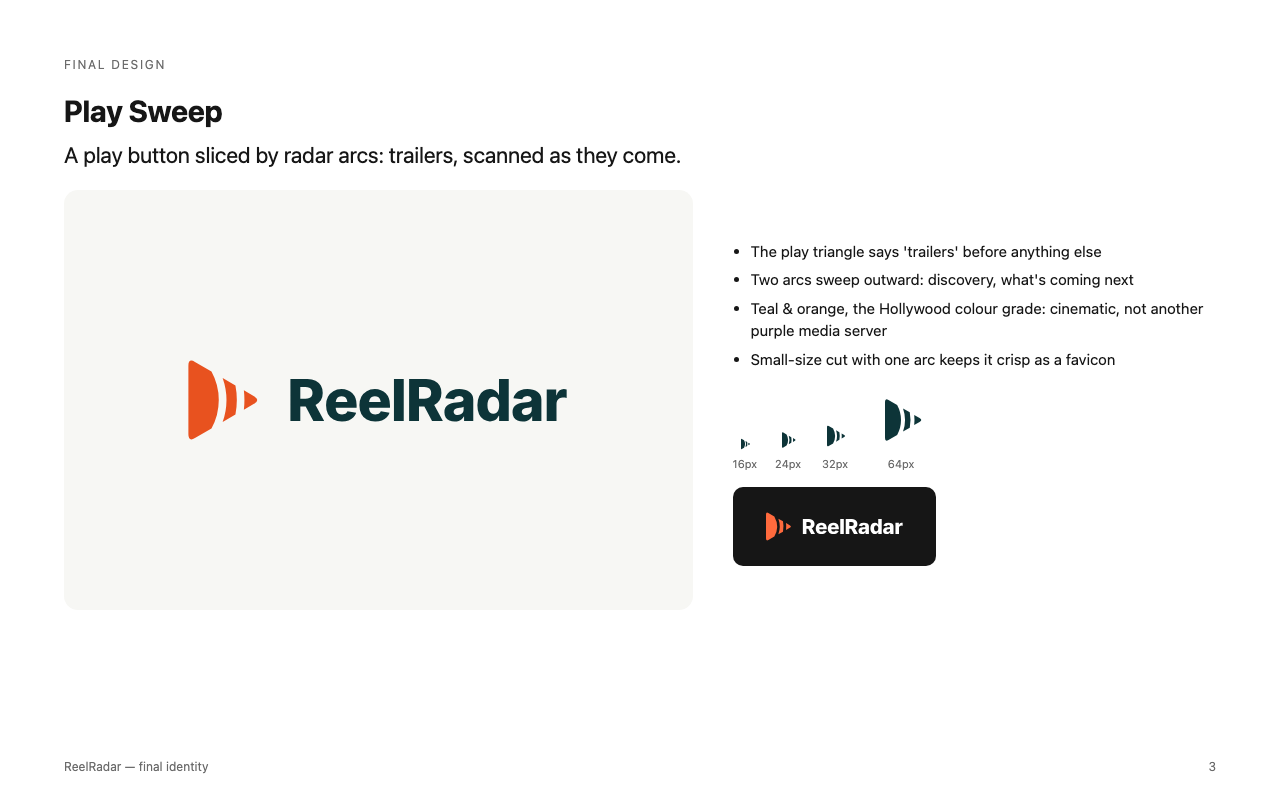 FINAL DESIGN
Play Sweep
A play button sliced by radar arcs: trailers, scanned as they come.
ReelRadar
• The play triangle says 'trailers' before anything else
• Two arcs sweep outward: discovery, what's coming next
• Teal & orange, the Hollywood colour grade: cinematic, not another
purple media server
• Small-size cut with one arc keeps it crisp as a favicon
16px 24px 32px 64px
ReelRadar
ReelRadar — final identity
3